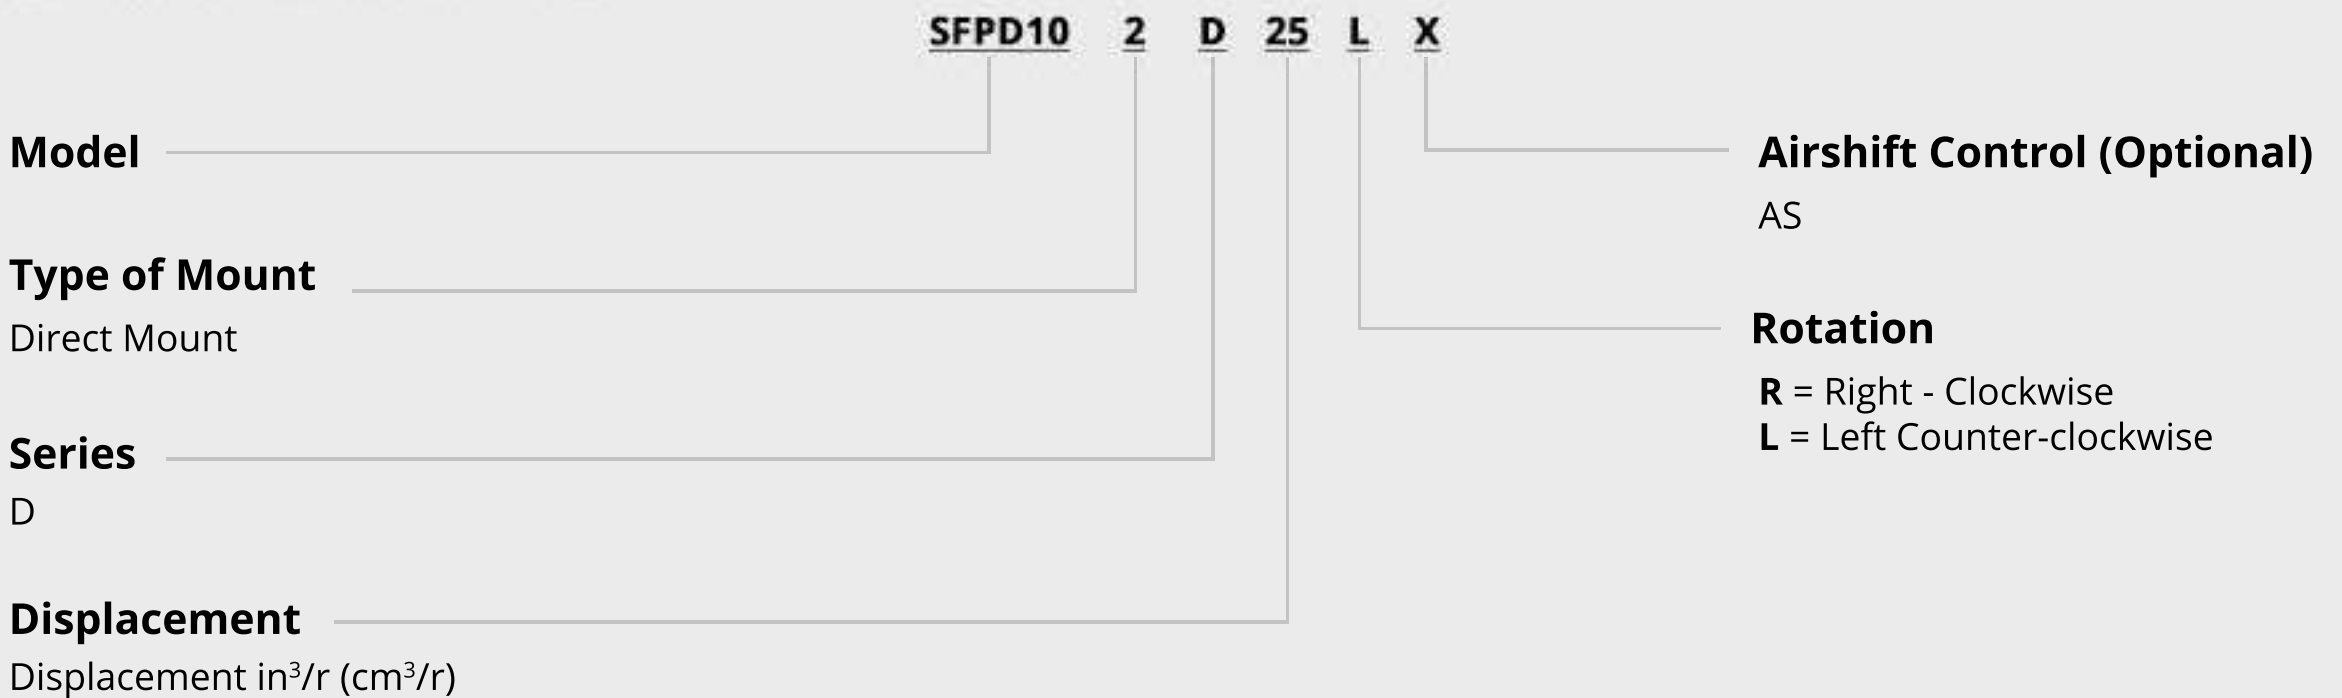 SFPD10 2 D 25 L X
Model
Type of Mount
Direct Mount
Series
D
Displacement
Displacement in³/r (cm³/r)
Airshift Control (Optional)
AS
Rotation
R = Right - Clockwise
L = Left Counter-clockwise